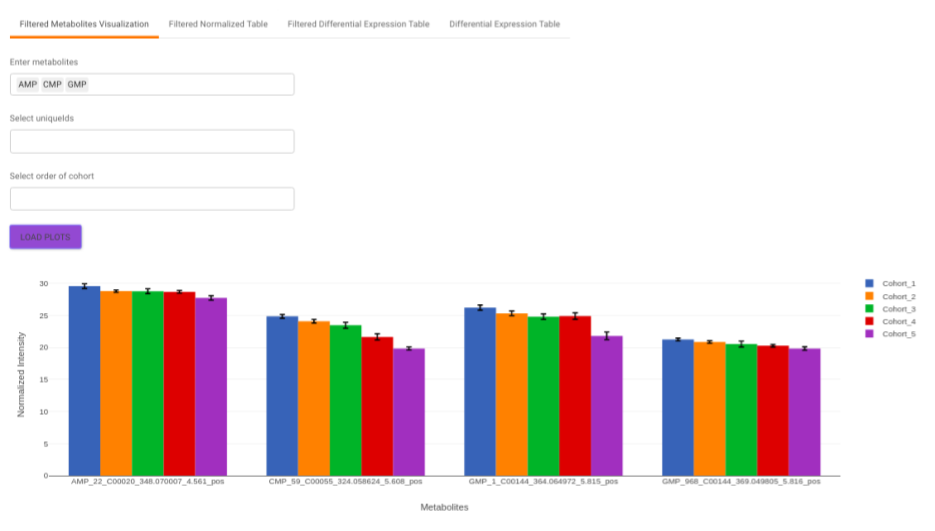 Filtered Metabolites Visualization Filtered Normalized Table Filtered Differential Expression Table Differential Expression Table
Enter metabolites
AMP CMP GMP
Select uniqueIds
Select order of cohort
LOAD PLOTS
30
25
20
15
10
5
0
Normalized Intensity
AMP_22_C00020_348.070007_4.561_pos CMP_59_C00055_324.058624_5.608_pos GMP_1_C00144_364.064972_5.815_pos GMP_968_C00144_369.049805_5.816_pos
Metabolites
Cohort_1
Cohort_2
Cohort_3
Cohort_4
Cohort_5